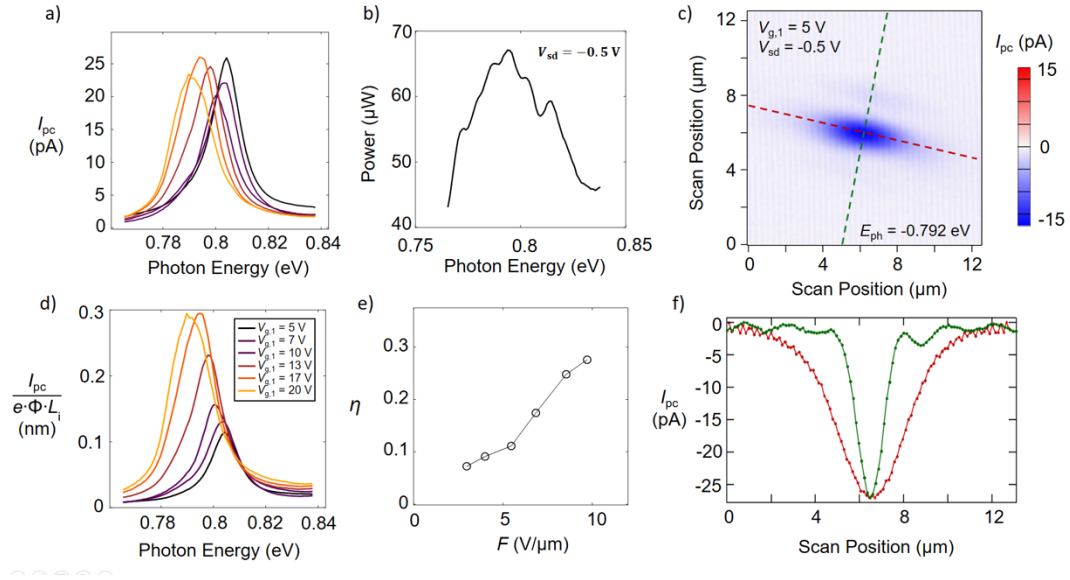 a)
I_pc
(pA)
30
25
20
15
10
5
0
0.78
0.8
0.82
0.84
Photon Energy (eV)
b)
V_sd = −0.5 V
Power (μW)
70
60
50
40
0.75
0.8
0.85
Photon Energy (eV)
c)
V_g,1 = 5 V
V_sd = -0.5 V
E_ph = -0.792 eV
Scan Position (μm)
12
8
4
0
0
4
8
12
Scan Position (μm)
I_pc (pA)
15
0
-15
d)
I_pc
e·Φ·L_i
(nm)
0.3
0.2
0.1
0
V_g,1 = 5 V
V_g,1 = 7 V
V_g,1 = 10 V
V_g,1 = 13 V
V_g,1 = 17 V
V_g,1 = 20 V
0.78
0.8
0.82
0.84
Photon Energy (eV)
e)
η
0.3
0.2
0.1
0
0
5
10
F (V/μm)
f)
I_pc
(pA)
0
-5
-10
-15
-20
-25
0
4
8
12
Scan Position (μm)